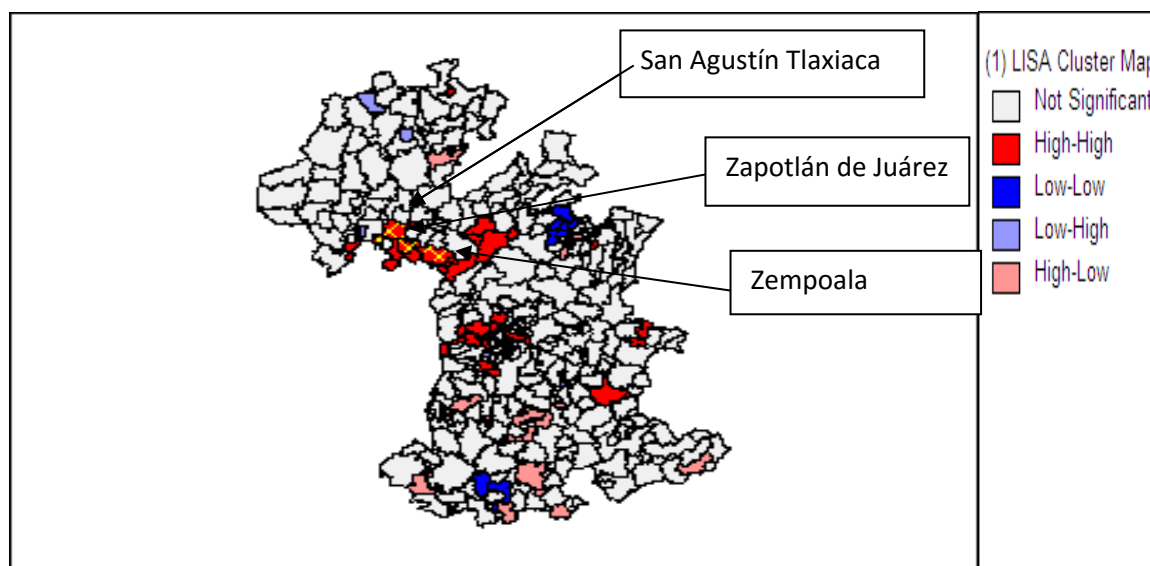 San Agustín Tlaxiaca
Zapotlán de Juárez
Zempoala
(1) LISA Cluster Map
Not Significant
High-High
Low-Low
Low-High
High-Low